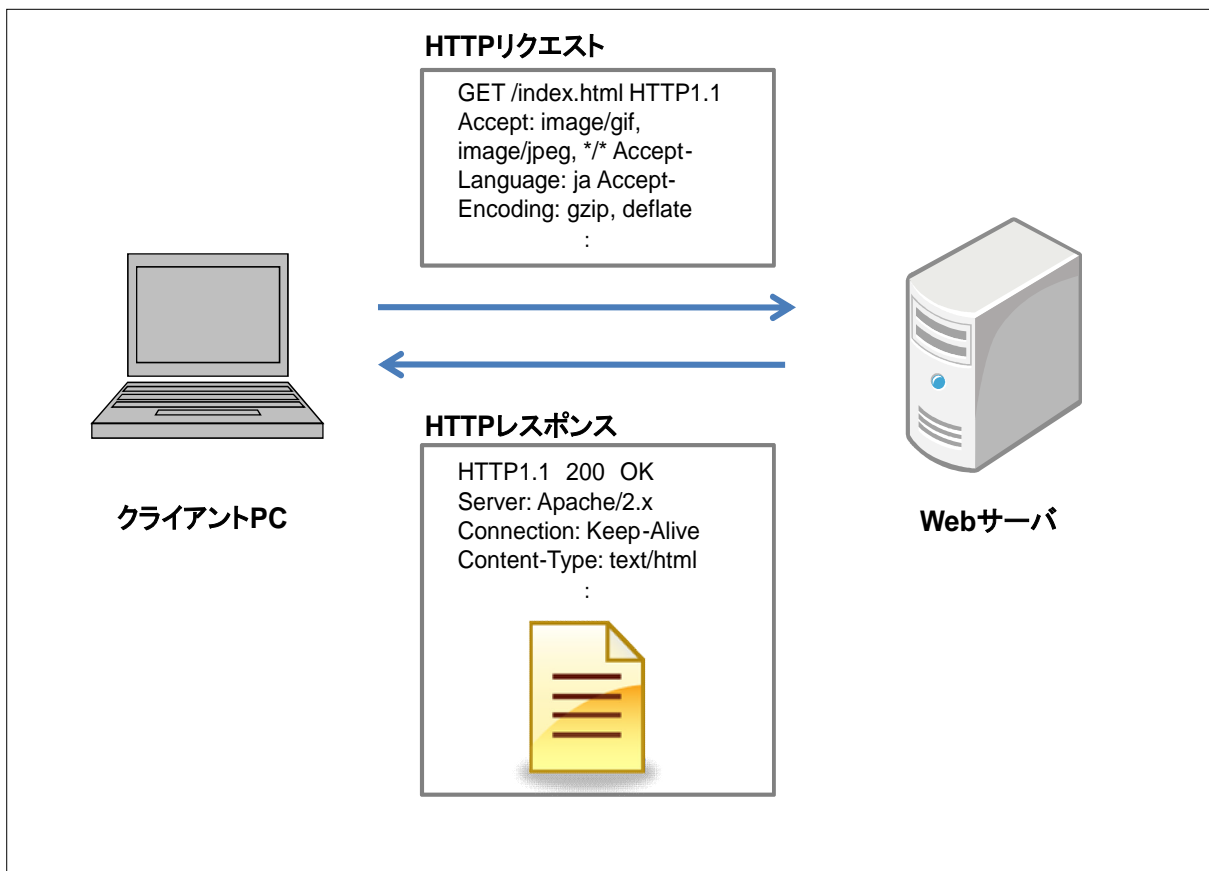 HTTPリクエスト
GET /index.html HTTP1.1
Accept: image/gif,
image/jpeg, */* Accept-
Language: ja Accept-
Encoding: gzip, deflate
:
HTTPレスポンス
HTTP1.1 200 OK
Server: Apache/2.x
Connection: Keep-Alive
Content-Type: text/html
:
クライアントPC
Webサーバ